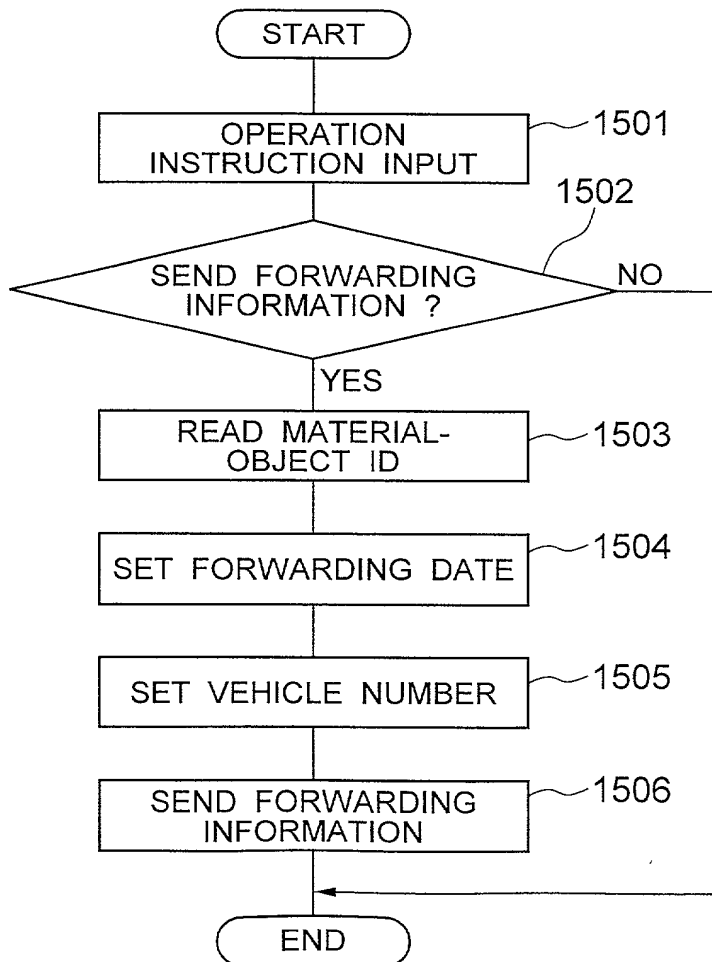 START
OPERATION
INSTRUCTION INPUT
1501
1502
SEND FORWARDING
INFORMATION ?
NO
YES
READ MATERIAL-
OBJECT ID
1503
SET FORWARDING DATE
1504
SET VEHICLE NUMBER
1505
SEND FORWARDING
INFORMATION
1506
END